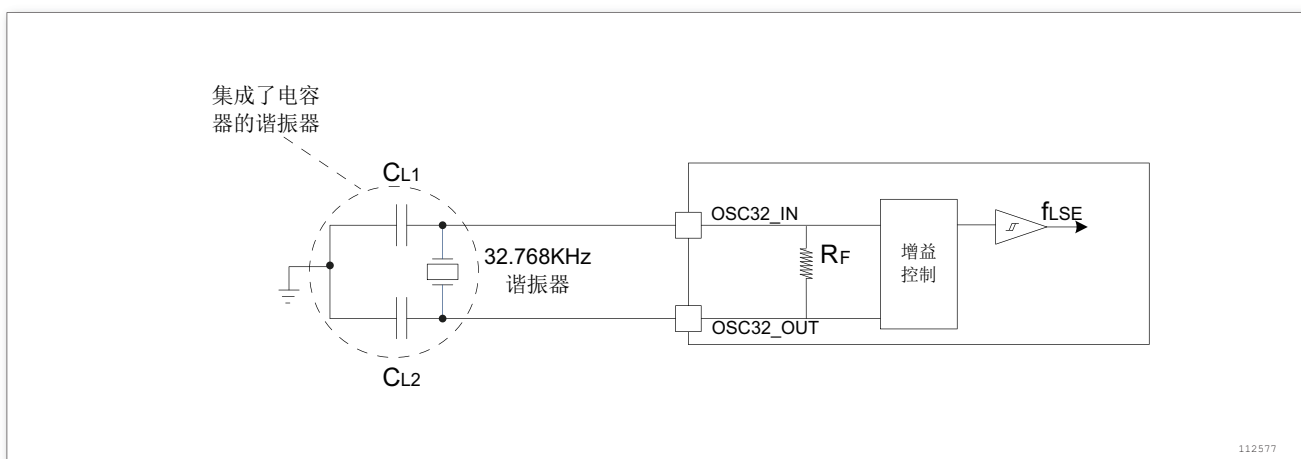 集成了电容
器的谐振器
CL1
OSC32_IN
fLSE
32.768KHz
谐振器
RF
增益
控制
OSC32_OUT
CL2
112577